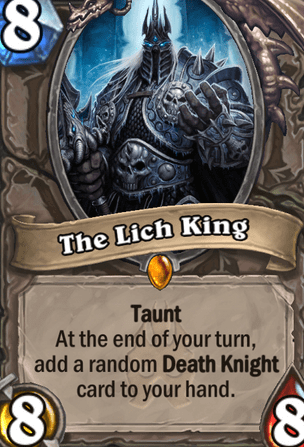 8
The Lich King
Taunt
At the end of your turn,
add a random Death Knight
card to your hand.
8
8